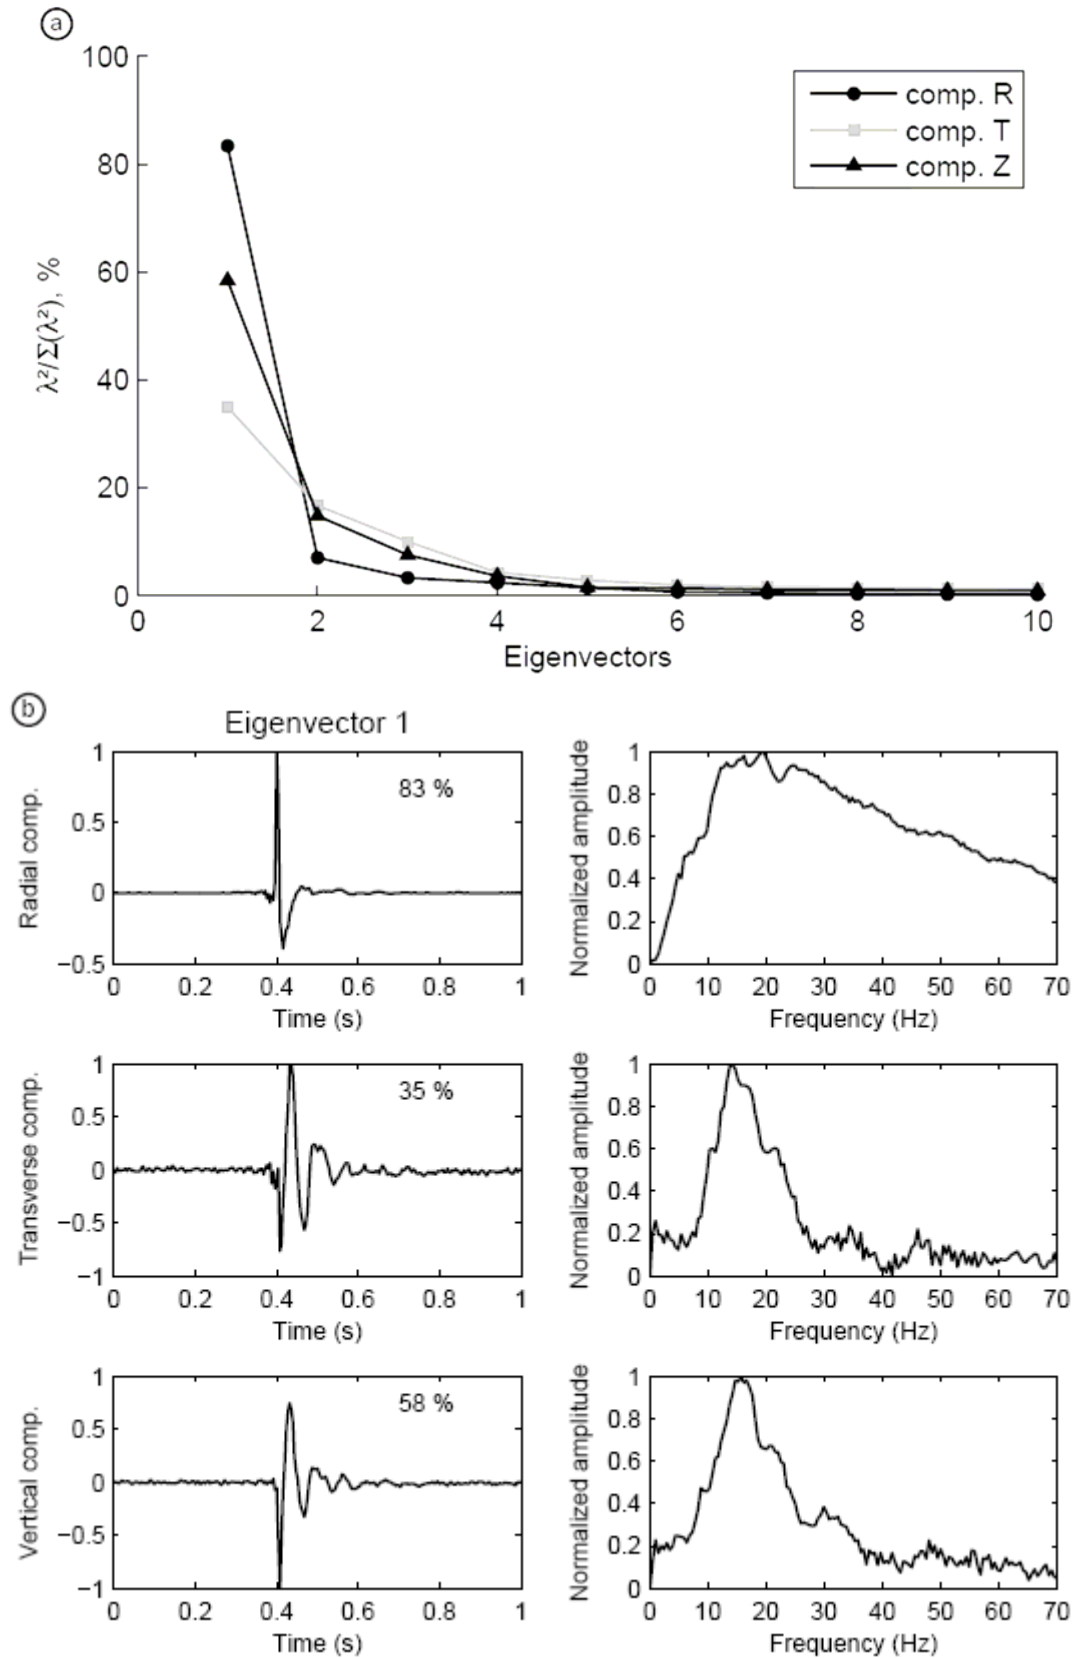 a
100
80
60
40
20
0
λ²/Σ(λ²), %
comp. R
comp. T
comp. Z
0 2 4 6 8 10
Eigenvectors
b
Eigenvector 1
Radial comp.
1
0.5
0
−0.5
83 %
0 0.2 0.4 0.6 0.8 1
Time (s)
Normalized amplitude
1
0.8
0.6
0.4
0.2
0
0 10 20 30 40 50 60 70
Frequency (Hz)
Transverse comp.
1
0.5
0
−0.5
−1
35 %
0 0.2 0.4 0.6 0.8 1
Time (s)
Normalized amplitude
1
0.8
0.6
0.4
0.2
0
0 10 20 30 40 50 60 70
Frequency (Hz)
Vertical comp.
1
0.5
0
−0.5
−1
58 %
0 0.2 0.4 0.6 0.8 1
Time (s)
Normalized amplitude
1
0.8
0.6
0.4
0.2
0
0 10 20 30 40 50 60 70
Frequency (Hz)